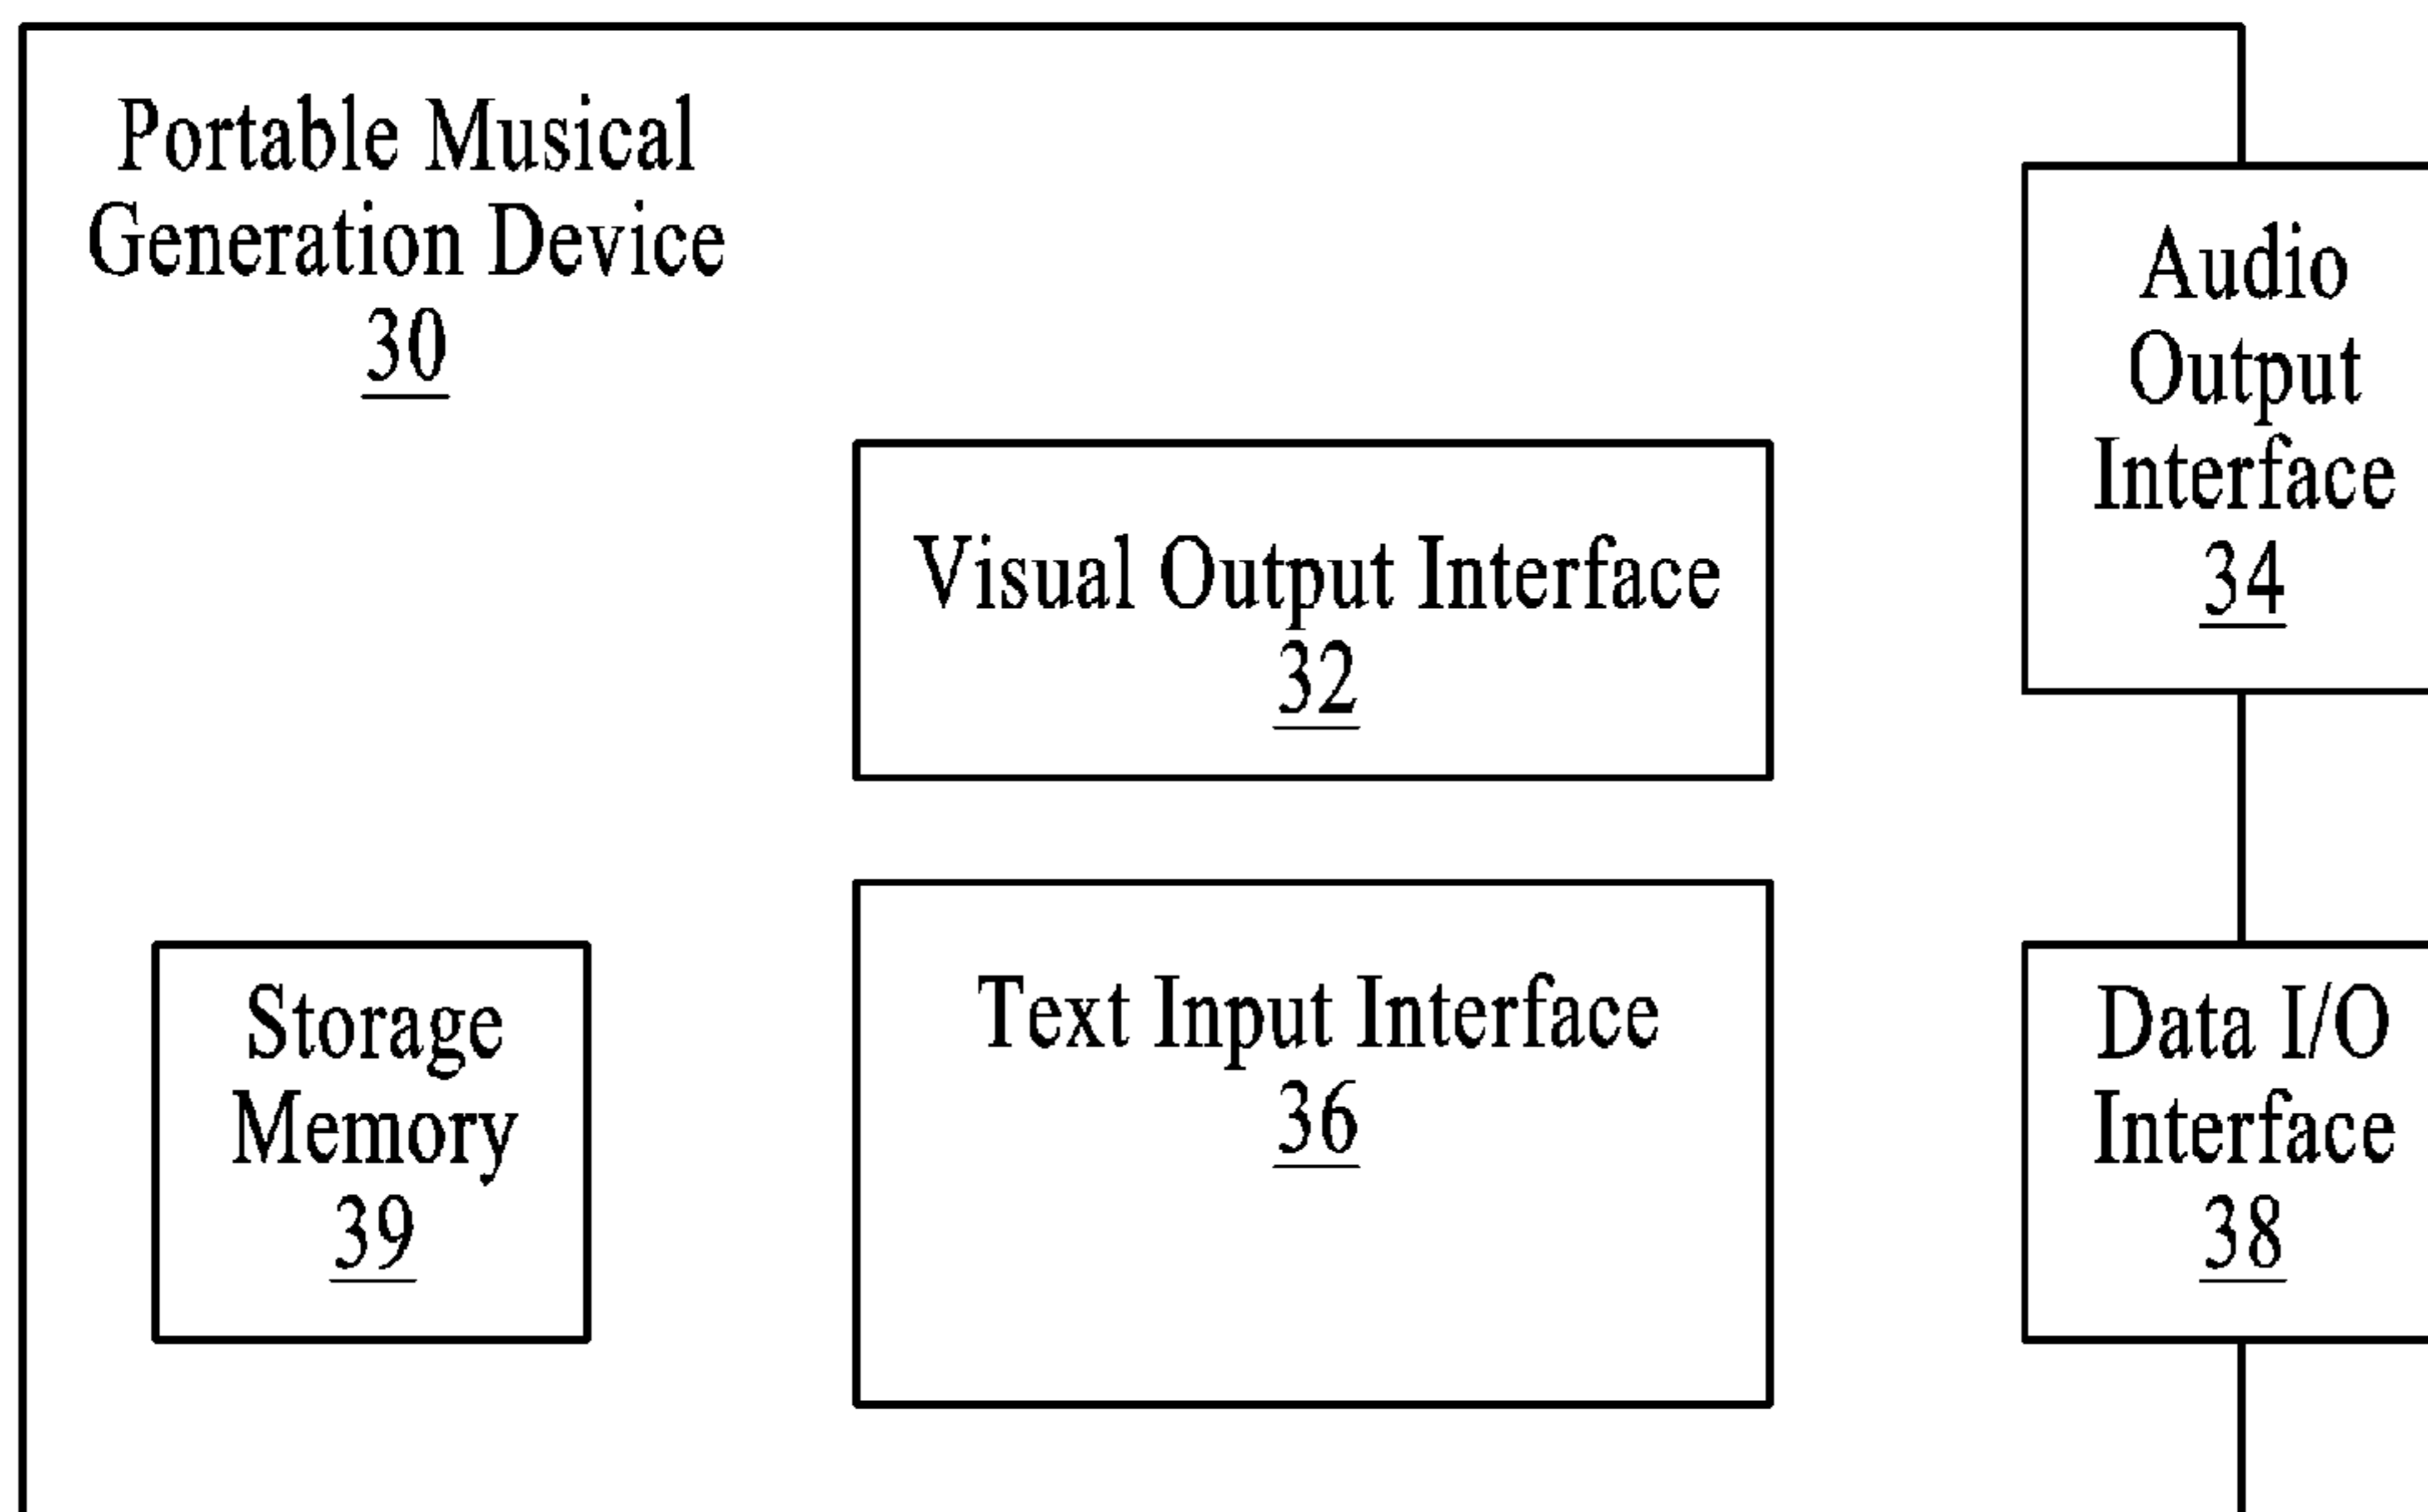 Portable Musical
Generation Device
30
Audio
Output
Interface
34
Visual Output Interface
32
Storage
Memory
39
Text Input Interface
36
Data I/O
Interface
38